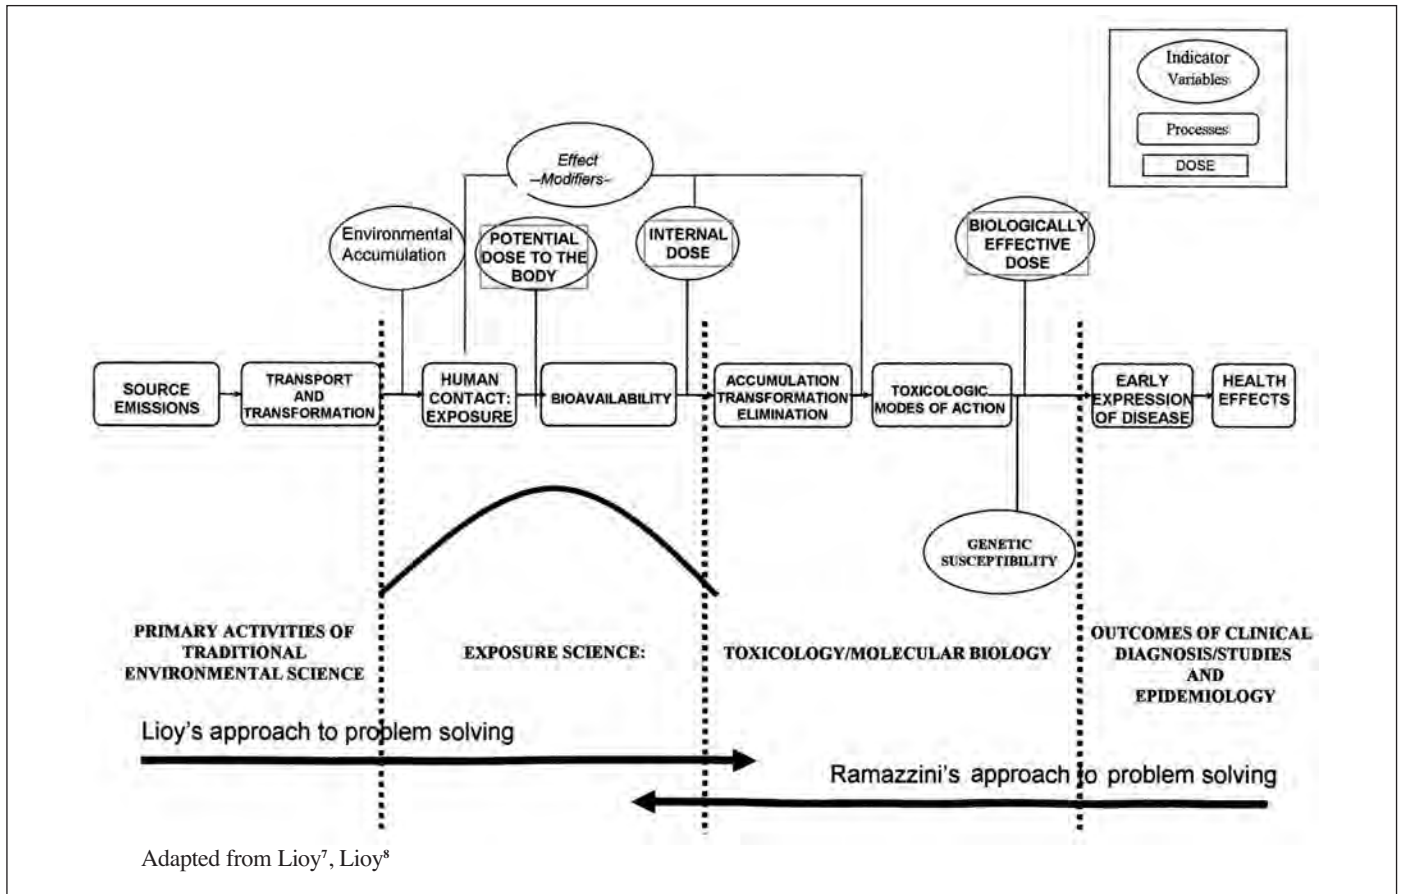 Indicator
Variables
Processes
DOSE
Effect
–Modifiers–
Environmental
Accumulation
POTENTIAL
DOSE TO THE
BODY
INTERNAL
DOSE
BIOLOGICALLY
EFFECTIVE
DOSE
SOURCE
EMISSIONS
TRANSPORT
AND
TRANSFORMATION
HUMAN
CONTACT:
EXPOSURE
BIOAVAILABILITY
ACCUMULATION
TRANSFORMATION
ELIMINATION
TOXICOLOGIC
MODES OF ACTION
EARLY
EXPRESSION
OF DISEASE
HEALTH
EFFECTS
GENETIC
SUSCEPTIBILITY
PRIMARY ACTIVITIES OF
TRADITIONAL
ENVIRONMENTAL SCIENCE
EXPOSURE SCIENCE:
TOXICOLOGY/MOLECULAR BIOLOGY
OUTCOMES OF CLINICAL
DIAGNOSIS/STUDIES
AND
EPIDEMIOLOGY
Lioy’s approach to problem solving
Ramazzini’s approach to problem solving
Adapted from Lioy⁷, Lioy⁸